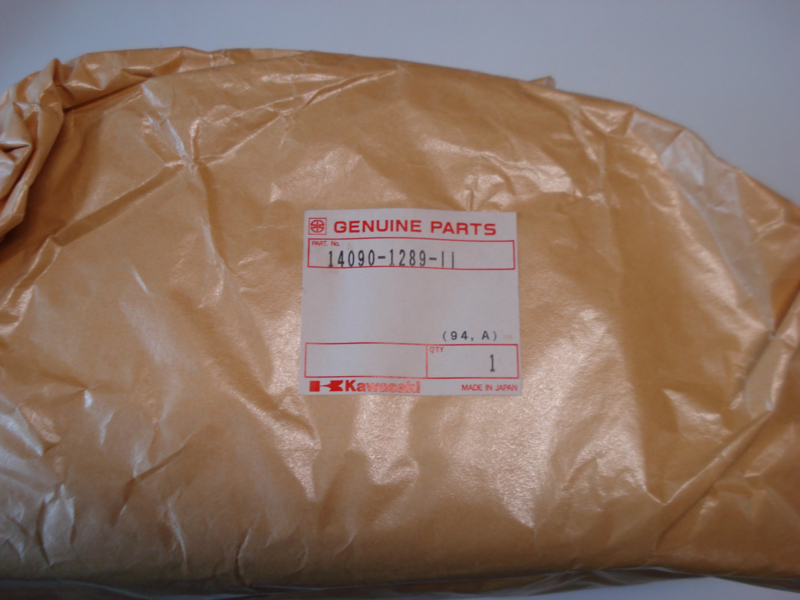 GENUINE PARTS
PART. No.
14090-1289-11
(94, A)
QTY
1
Kawasaki
MADE IN JAPAN